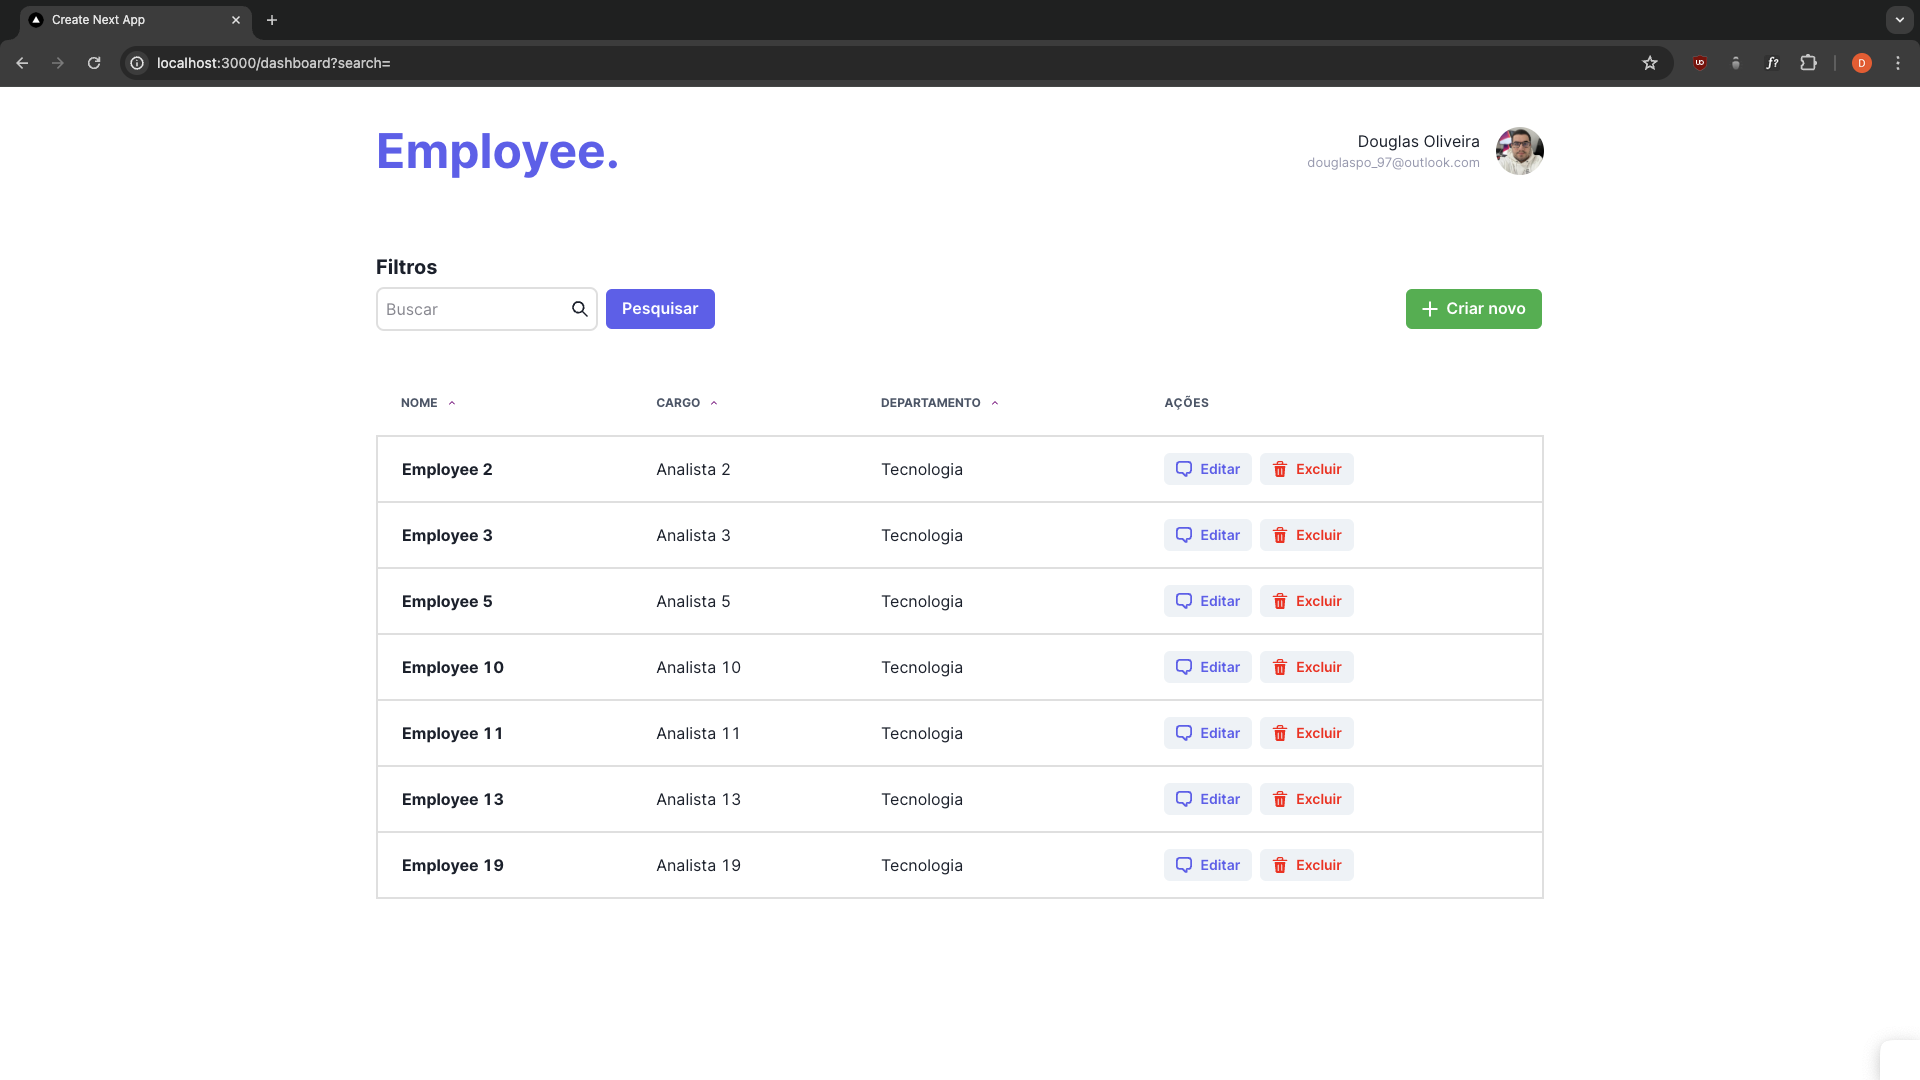 Create Next App
localhost:3000/dashboard?search=
UD
f?
D
Employee.
Douglas Oliveira
douglaspo_97@outlook.com
Filtros
Buscar
Pesquisar
Criar novo
NOME CARGO DEPARTAMENTO AÇÕES
Employee 2 Analista 2 Tecnologia Editar Excluir
Employee 3 Analista 3 Tecnologia Editar Excluir
Employee 5 Analista 5 Tecnologia Editar Excluir
Employee 10 Analista 10 Tecnologia Editar Excluir
Employee 11 Analista 11 Tecnologia Editar Excluir
Employee 13 Analista 13 Tecnologia Editar Excluir
Employee 19 Analista 19 Tecnologia Editar Excluir